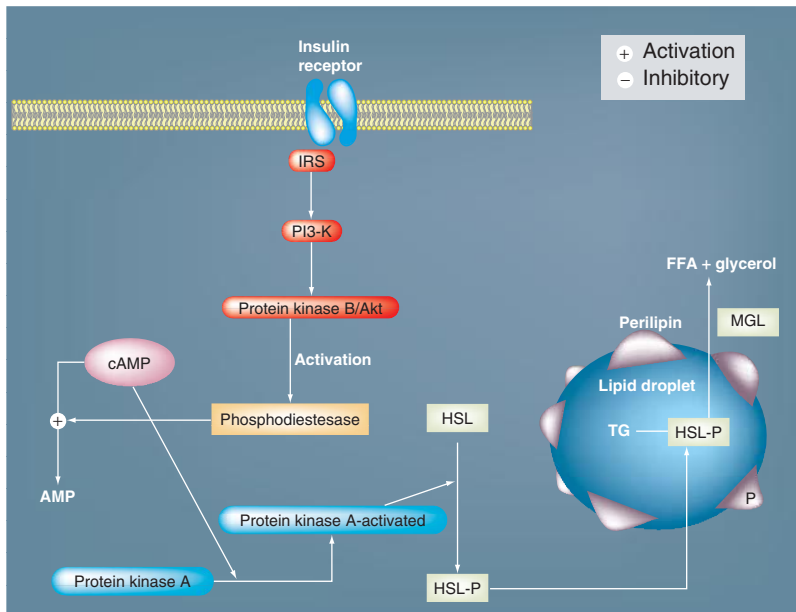 Insulin
receptor
+ Activation
− Inhibitory
IRS
PI3-K
FFA + glycerol
Protein kinase B/Akt
MGL
Perilipin
cAMP
Activation
Lipid droplet
+
Phosphodiestesase
HSL
TG
HSL-P
AMP
P
Protein kinase A-activated
Protein kinase A
HSL-P